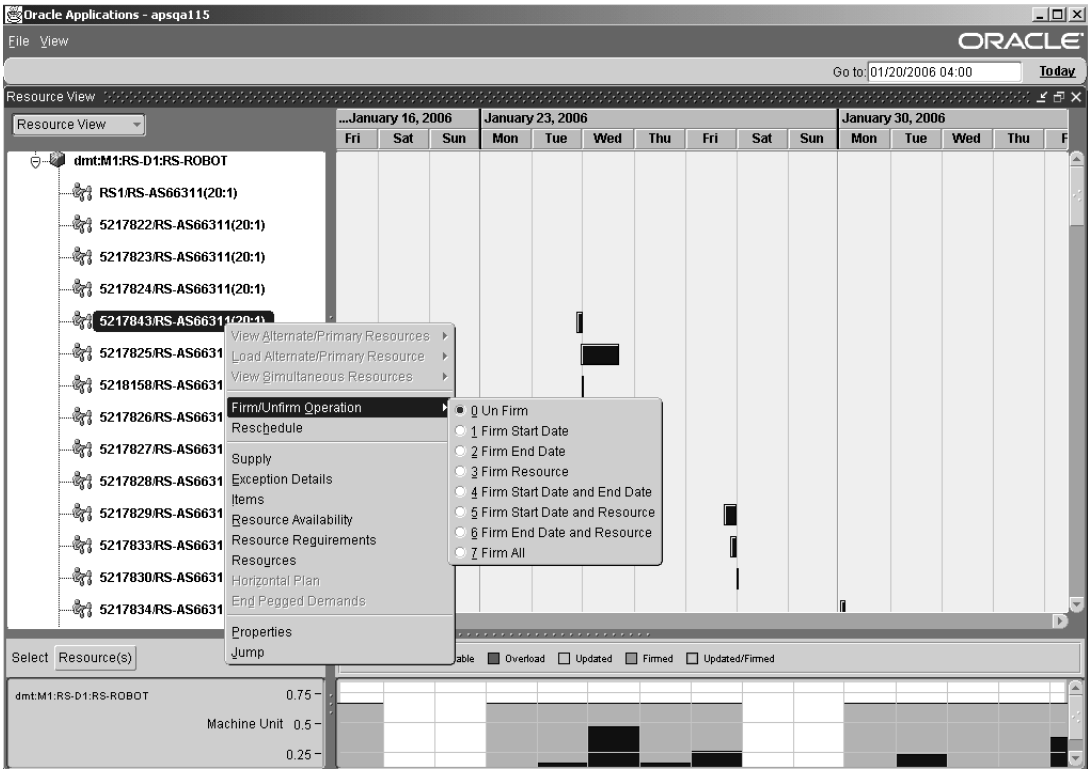 Oracle Applications - apsqa115
File View
ORACLE
Go to: 01/20/2006 04:00 Today
Resource View
Resource View
...January 16, 2006 January 23, 2006 January 30, 2006
Fri Sat Sun Mon Tue Wed Thu Fri Sat Sun Mon Tue Wed Thu F
dmt:M1:RS-D1:RS-ROBOT
RS1/RS-AS66311(20:1)
5217822/RS-AS66311(20:1)
5217823/RS-AS66311(20:1)
5217824/RS-AS66311(20:1)
5217843/RS-AS66311(20:1)
5217825/RS-AS6631
5218158/RS-AS6631
5217826/RS-AS6631
5217827/RS-AS6631
5217828/RS-AS6631
5217829/RS-AS6631
5217833/RS-AS6631
5217830/RS-AS6631
5217834/RS-AS6631
View Alternate/Primary Resources
Load Alternate/Primary Resource
View Simultaneous Resources
Firm/Unfirm Operation
Reschedule
Supply
Exception Details
Items
Resource Availability
Resource Requirements
Resources
Horizontal Plan
End Pegged Demands
Properties
Jump
0 Un Firm
1 Firm Start Date
2 Firm End Date
3 Firm Resource
4 Firm Start Date and End Date
5 Firm Start Date and Resource
6 Firm End Date and Resource
7 Firm All
Select Resource(s)
able Overload Updated Firmed Updated/Firmed
dmt:M1:RS-D1:RS-ROBOT 0.75
Machine Unit 0.5
0.25